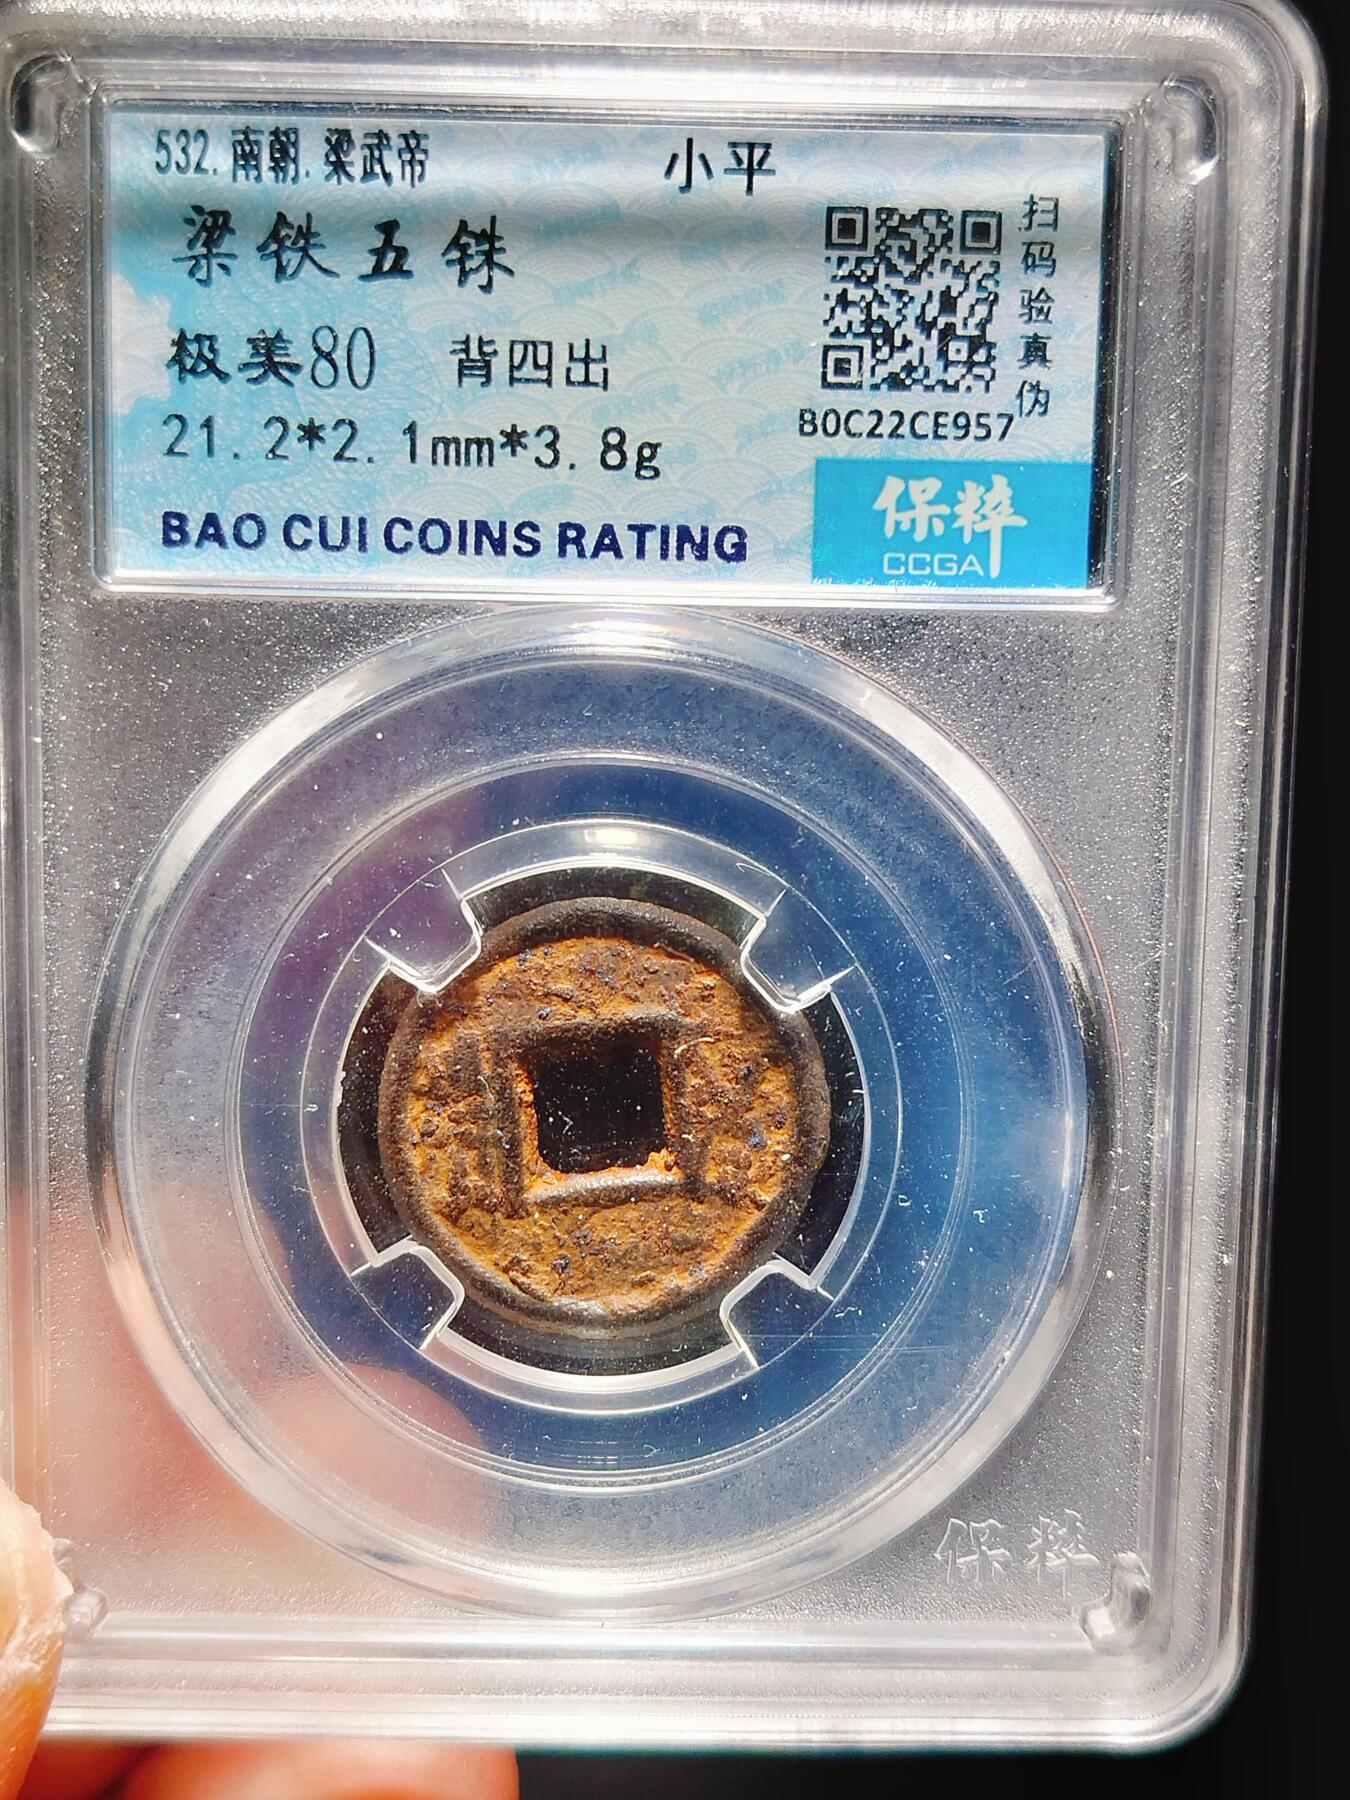 532.南朝.梁武帝
小平
梁铁五铢
极美80 背四出
21.2*2.1mm*3.8g
BAO CUI COINS RATING
扫码验真伪
B0C22CE957
保粹
CCGA
保粹